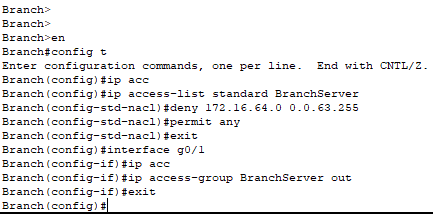 Branch>
Branch>
Branch>en
Branch#config t
Enter configuration commands, one per line.  End with CNTL/Z.
Branch(config)#ip acc
Branch(config)#ip access-list standard BranchServer
Branch(config-std-nacl)#deny 172.16.64.0 0.0.63.255
Branch(config-std-nacl)#permit any
Branch(config-std-nacl)#exit
Branch(config)#interface g0/1
Branch(config-if)#ip acc
Branch(config-if)#ip access-group BranchServer out
Branch(config-if)#exit
Branch(config)#